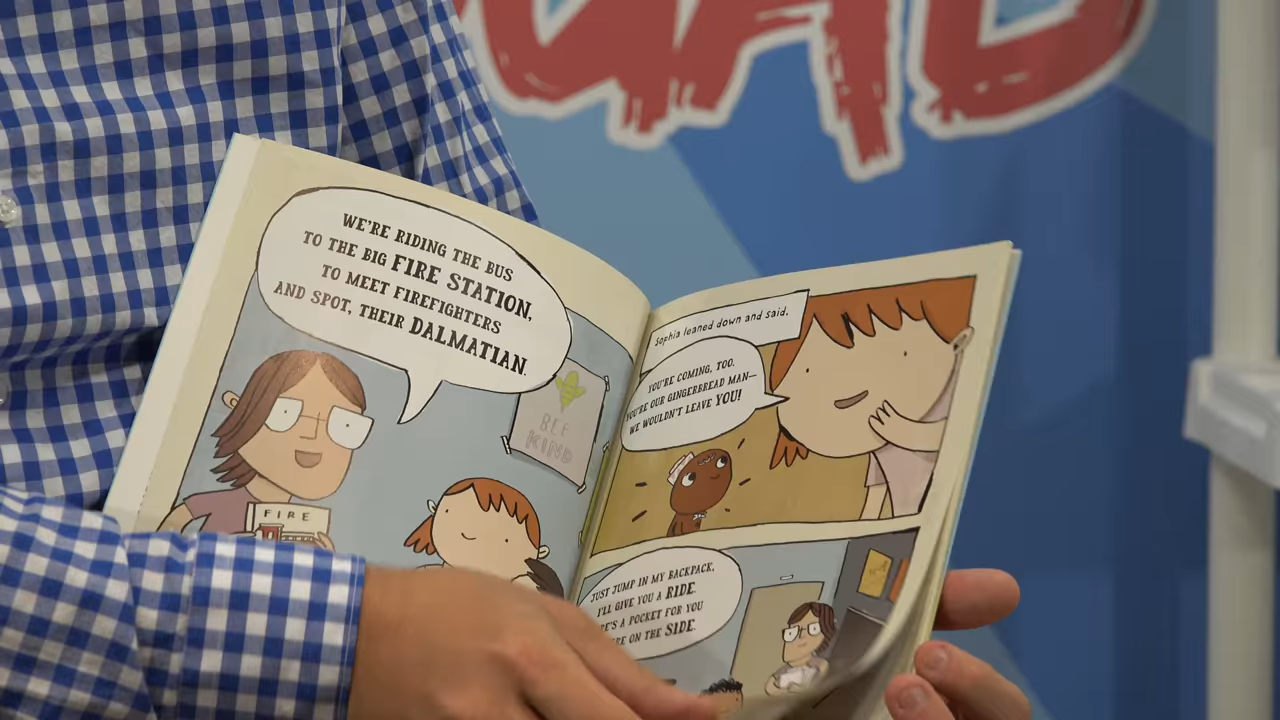 WE'RE RIDING THE BUS
TO THE BIG FIRE STATION,
TO MEET FIREFIGHTERS
AND SPOT, THEIR DALMATIAN.
BEE
KIND
FIRE
Sophia leaned down and said,
YOU'RE COMING, TOO.
YOU'RE OUR GINGERBREAD MAN—
WE WOULDN'T LEAVE YOU!
JUST JUMP IN MY BACKPACK,
I'LL GIVE YOU A RIDE.
A POCKET FOR YOU
ON THE SIDE.